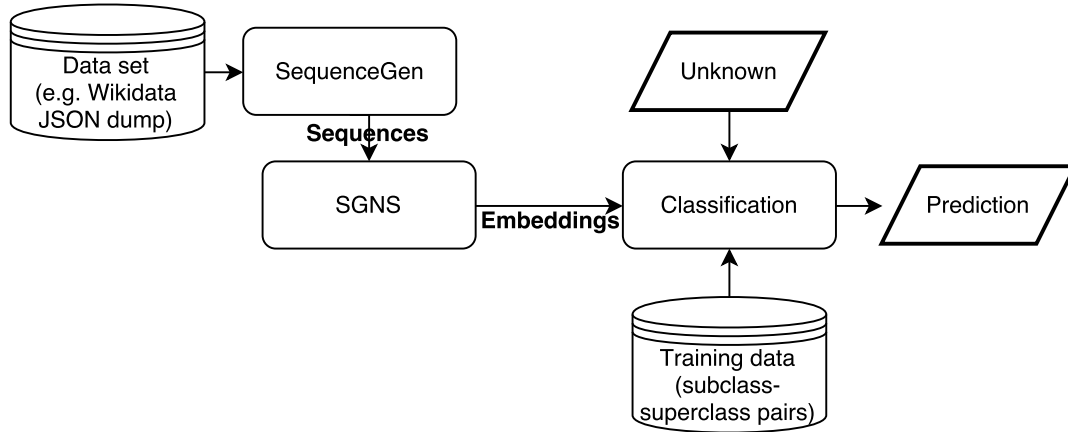 Data set
(e.g. Wikidata
JSON dump)
SequenceGen
Unknown
Sequences
SGNS
Embeddings
Classification
Prediction
Training data
(subclass-
superclass pairs)